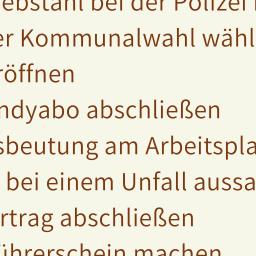 ebstahl bei der Polizei
er Kommunalwahl wähl
röffnen
ndyabo abschließen
sbeutung am Arbeitspla
bei einem Unfall aussa
rtrag abschließen
ührerschein machen